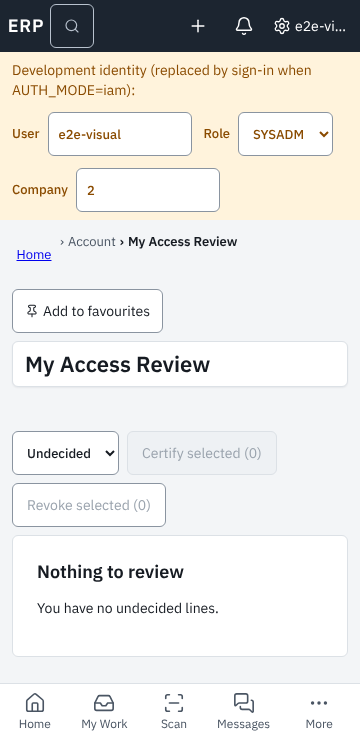 ERP e2e-vi...
Development identity (replaced by sign-in when
AUTH_MODE=iam):
User e2e-visual Role SYSADM
Company 2
Home › Account › My Access Review
Add to favourites
My Access Review
Undecided Certify selected (0)
Revoke selected (0)
Nothing to review
You have no undecided lines.
Home My Work Scan Messages More